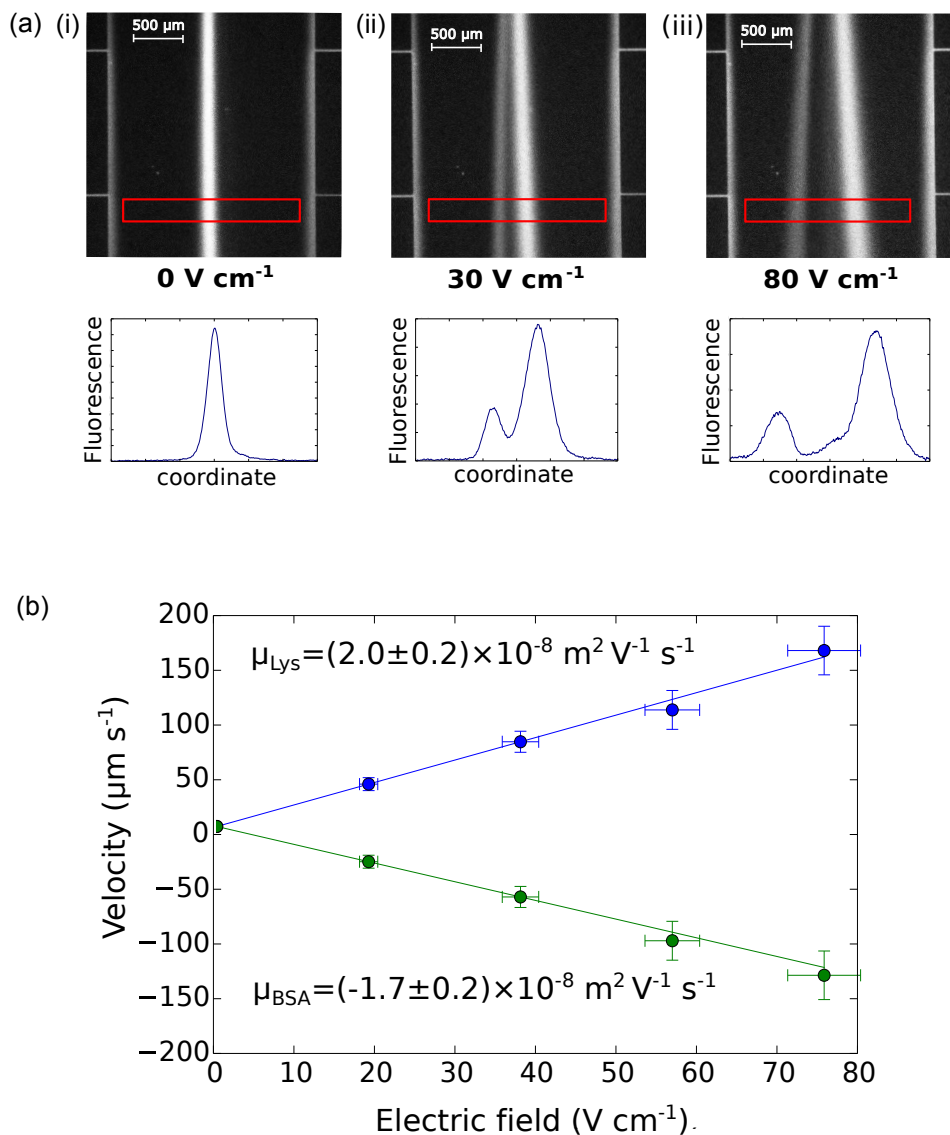 (a) (i) (ii) (iii)
500 μm 500 μm 500 μm
0 V cm⁻¹ 30 V cm⁻¹ 80 V cm⁻¹
Fluorescence Fluorescence Fluorescence
coordinate coordinate coordinate
(b)
200
150
100
50
0
−50
−100
−150
−200
Velocity (μm s⁻¹)
μLys=(2.0±0.2)×10⁻⁸ m² V⁻¹ s⁻¹
μBSA=(-1.7±0.2)×10⁻⁸ m² V⁻¹ s⁻¹
0 10 20 30 40 50 60 70 80
Electric field (V cm⁻¹).